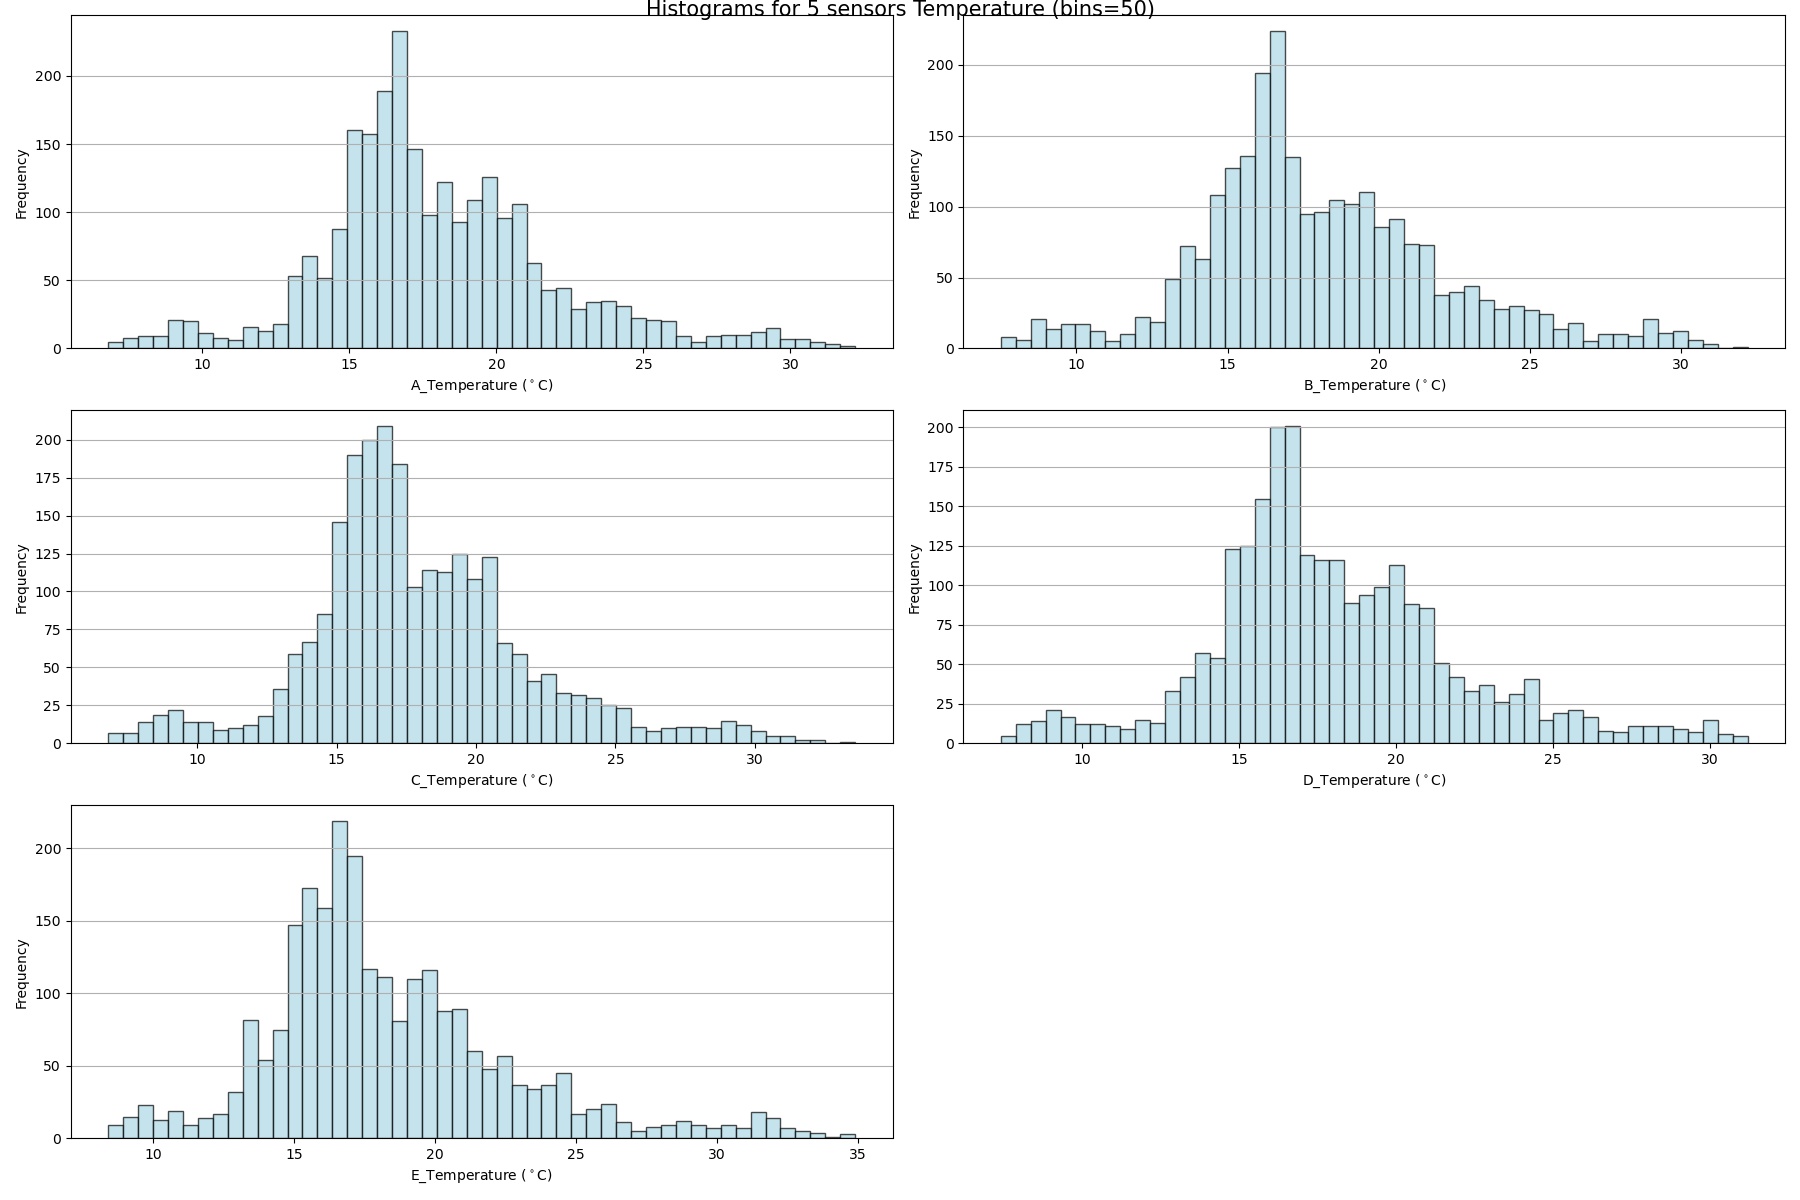 Histograms for 5 sensors Temperature (bins=50)
Frequency
200
150
100
50
0
10 15 20 25 30
A_Temperature (°C)
Frequency
200
150
100
50
0
10 15 20 25 30
B_Temperature (°C)
Frequency
200
175
150
125
100
75
50
25
0
10 15 20 25 30
C_Temperature (°C)
Frequency
200
175
150
125
100
75
50
25
0
10 15 20 25 30
D_Temperature (°C)
Frequency
200
150
100
50
0
10 15 20 25 30 35
E_Temperature (°C)